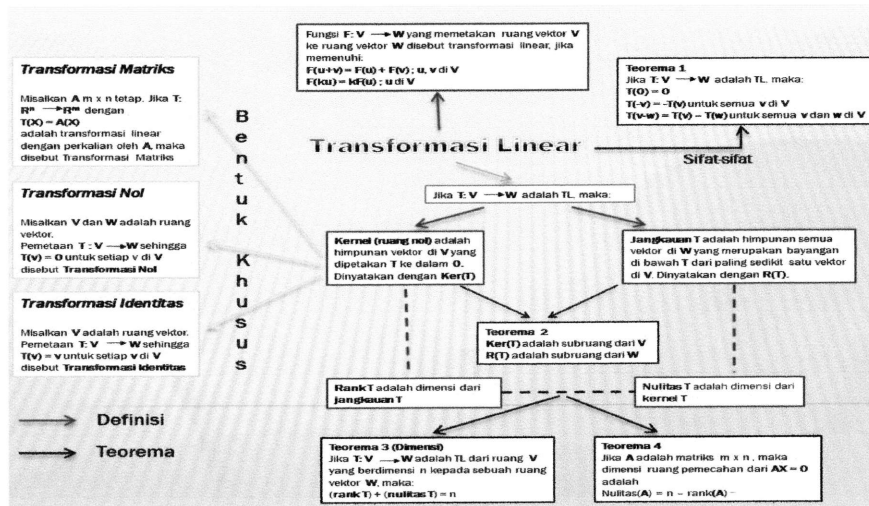 Fungsi F: V → W yang memetakan ruang vektor V
ke ruang vektor W disebut transformasi linear, jika
memenuhi:
F(u+v) = F(u) + F(v) ; u, v di V
F(ku) = kF(u) ; u di V
Teorema 1
Jika T: V → W adalah TL, maka:
T(0) = 0
T(-v) = -T(v) untuk semua v di V
T(v-w) = T(v) – T(w) untuk semua v dan w di V
Transformasi Matriks
Misalkan A m x n tetap. Jika T:
Rⁿ → Rᵐ dengan
T(X) = A(X)
adalah transformasi linear
dengan perkalian oleh A, maka
disebut Transformasi Matriks
Bentuk Khusus
Transformasi Linear
Sifat-sifat
Jika T: V → W adalah TL, maka:
Transformasi Nol
Misalkan V dan W adalah ruang
vektor.
Pemetaan T : V → W sehingga
T(v) = 0 untuk setiap v di V
disebut Transformasi Nol
Kernel (ruang nol) adalah
himpunan vektor di V yang
dipetakan T ke dalam 0.
Dinyatakan dengan Ker(T)
Jangkauan T adalah himpunan semua
vektor di W yang merupakan bayangan
di bawah T dari paling sedikit satu vektor
di V. Dinyatakan dengan R(T).
Transformasi Identitas
Misalkan V adalah ruang vektor.
Pemetaan T: V → W sehingga
T(v) = v untuk setiap v di V
disebut Transformasi Identitas
Teorema 2
Ker(T) adalah subruang dari V
R(T) adalah subruang dari W
Rank T adalah dimensi dari
jangkauan T
Nulitas T adalah dimensi dari
kernel T
Definisi
Teorema
Teorema 3 (Dimensi)
Jika T: V → W adalah TL dari ruang V
yang berdimensi n kepada sebuah ruang
vektor W, maka:
(rank T) + (nulitas T) = n
Teorema 4
Jika A adalah matriks m x n , maka
dimensi ruang pemecahan dari AX = 0
adalah
Nulitas(A) = n – rank(A)